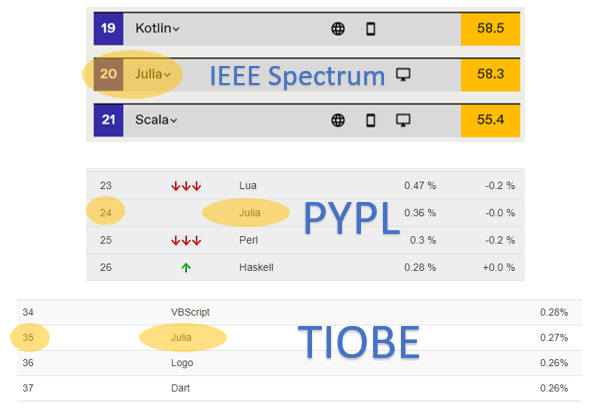 19 Kotlin 58.5
20 Julia IEEE Spectrum 58.3
21 Scala 55.4
23 Lua 0.47 % -0.2 %
24 Julia 0.36 % -0.0 %
PYPL
25 Perl 0.3 % -0.2 %
26 Haskell 0.28 % +0.0 %
34 VBScript 0.28%
35 Julia TIOBE 0.27%
36 Logo 0.26%
37 Dart 0.26%